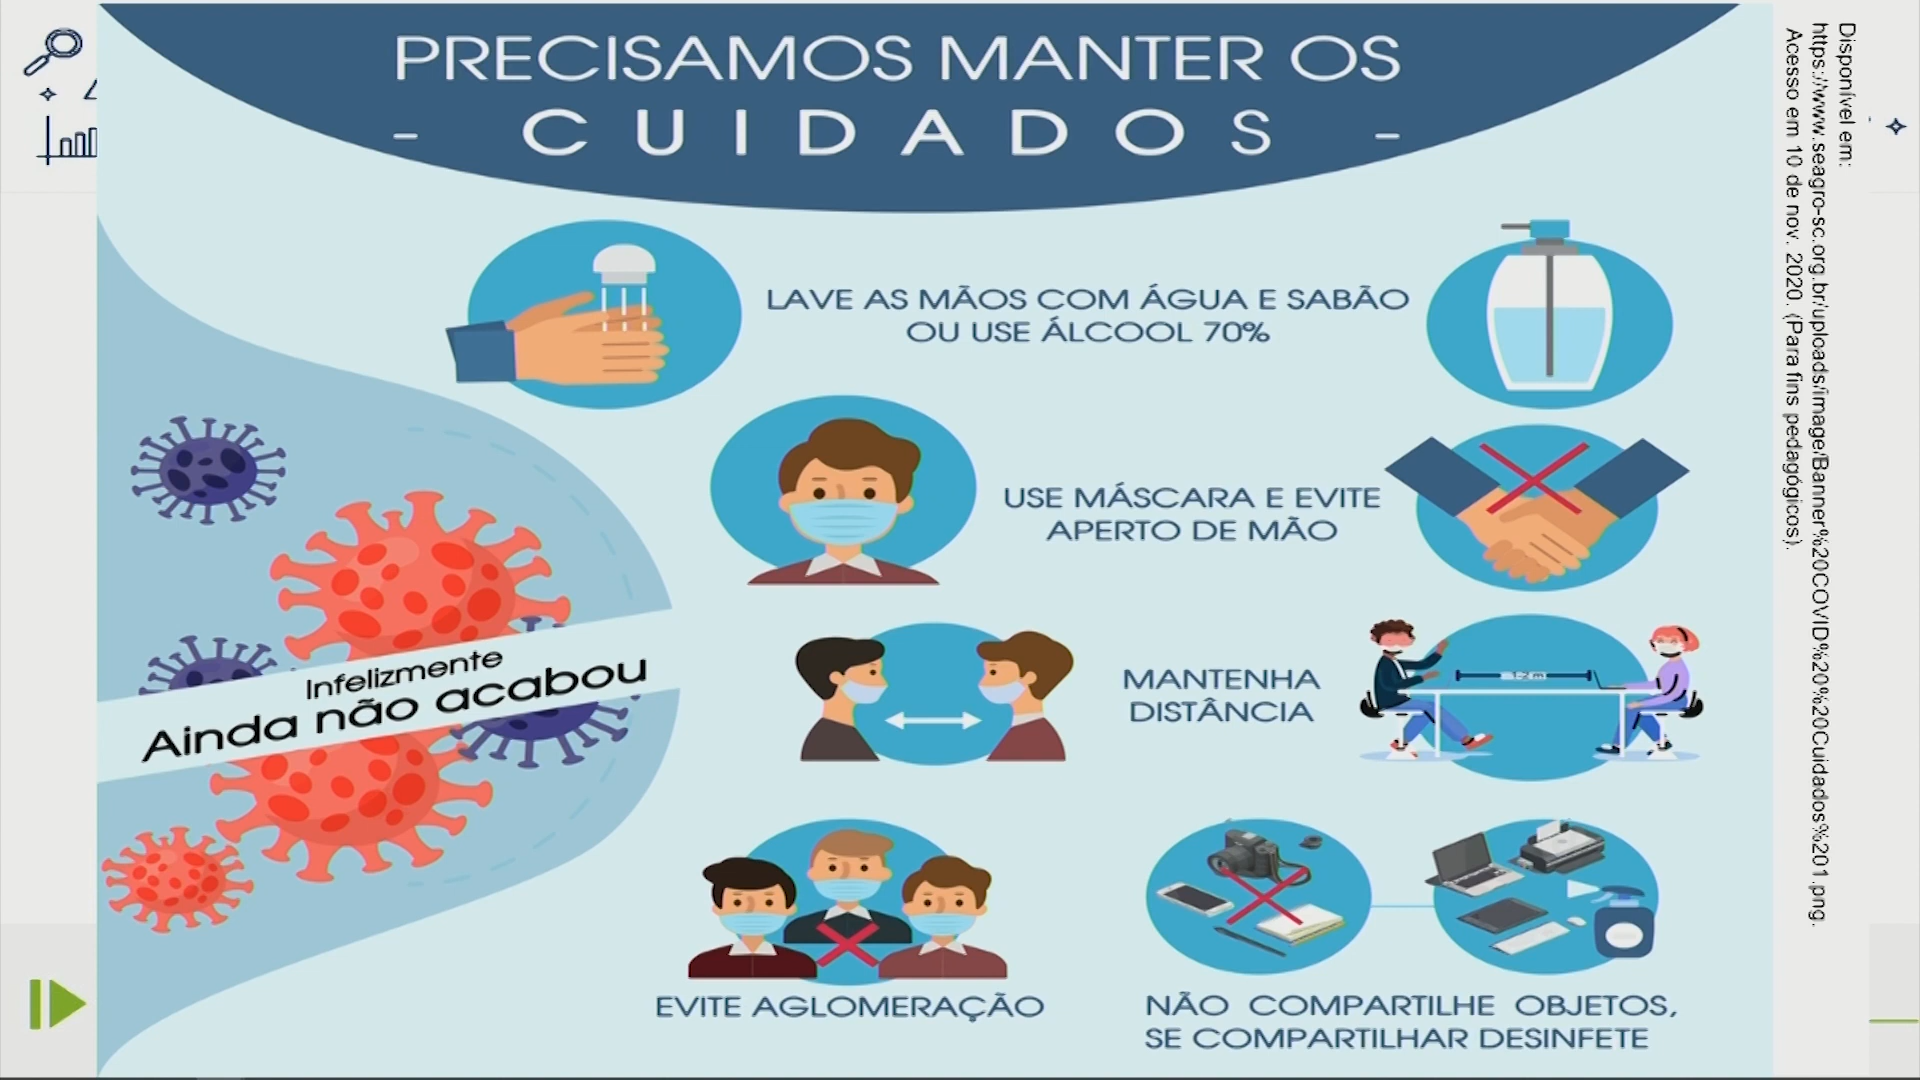 PRECISAMOS MANTER OS
- CUIDADOS -
LAVE AS MÃOS COM ÁGUA E SABÃO
OU USE ÁLCOOL 70%
USE MÁSCARA E EVITE
APERTO DE MÃO
Infelizmente
Ainda não acabou
MANTENHA
DISTÂNCIA
EVITE AGLOMERAÇÃO
NÃO COMPARTILHE OBJETOS,
SE COMPARTILHAR DESINFETE
Disponível em:
https://www.seagro-sc.org.br/uploads/image/Banner%20COVID%20%20Cuidados%201.png.
Acesso em 10 de nov. 2020. (Para fins pedagógicos).